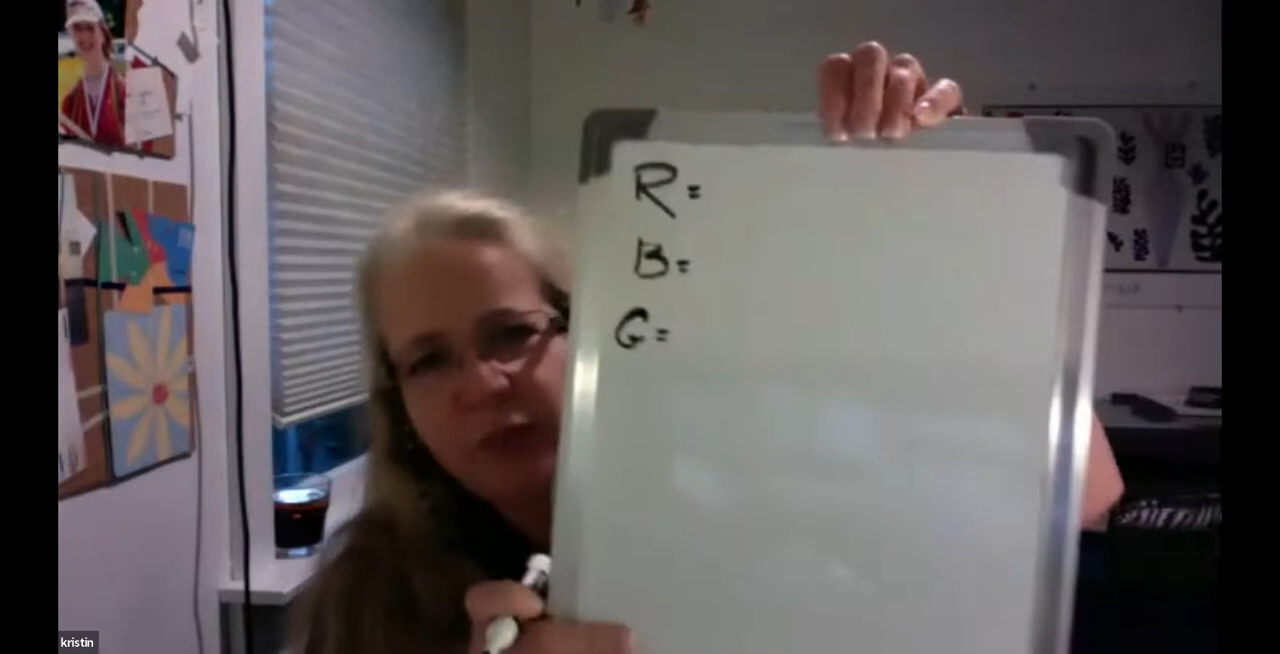 R=
B=
G=
kristin